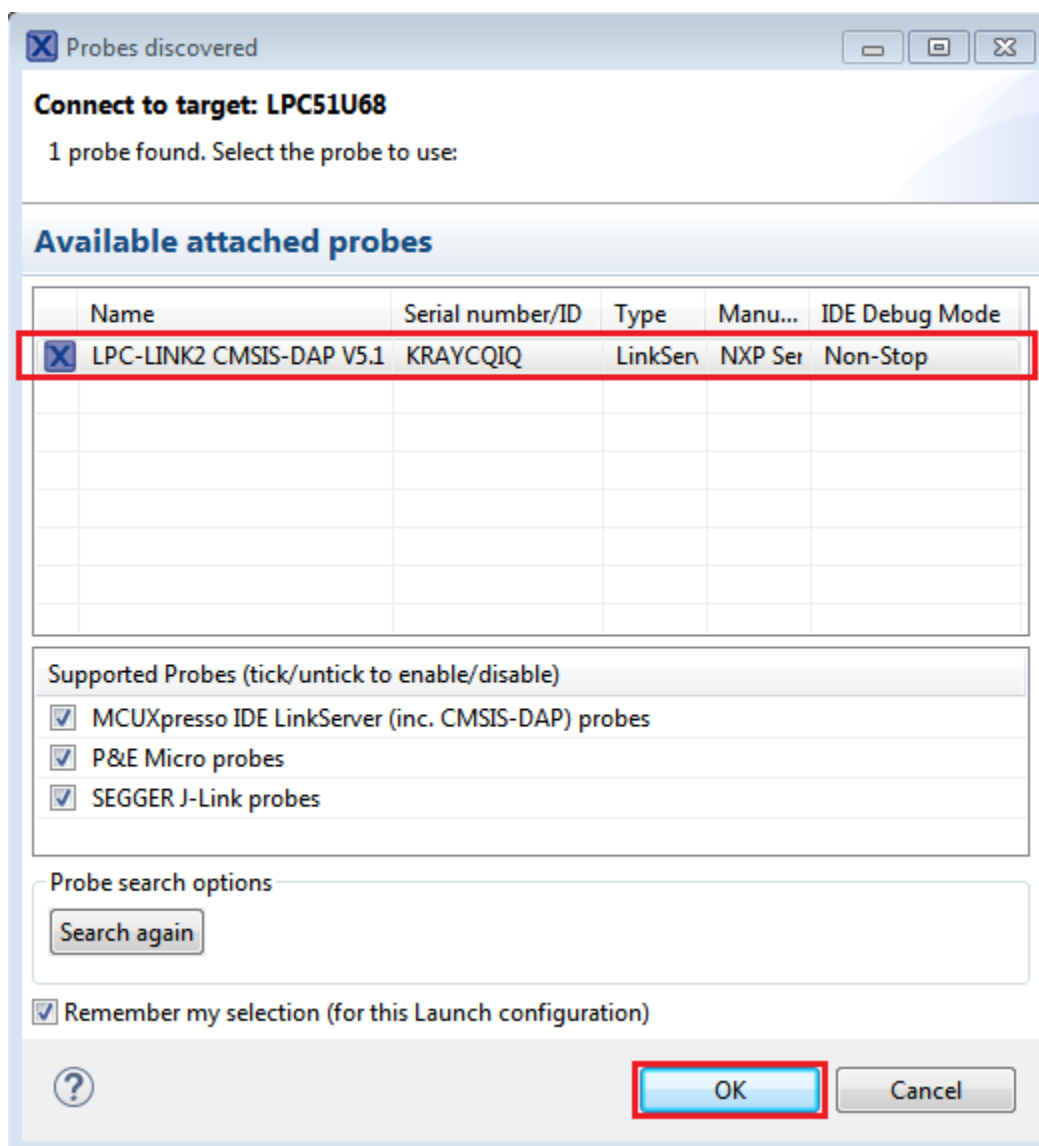 Probes discovered
Connect to target: LPC51U68
1 probe found. Select the probe to use:
Available attached probes
Name Serial number/ID Type Manu... IDE Debug Mode
LPC-LINK2 CMSIS-DAP V5.1 KRAYCQIQ LinkSer NXP Ser Non-Stop
Supported Probes (tick/untick to enable/disable)
MCUXpresso IDE LinkServer (inc. CMSIS-DAP) probes
P&E Micro probes
SEGGER J-Link probes
Probe search options
Search again
Remember my selection (for this Launch configuration)
? OK Cancel